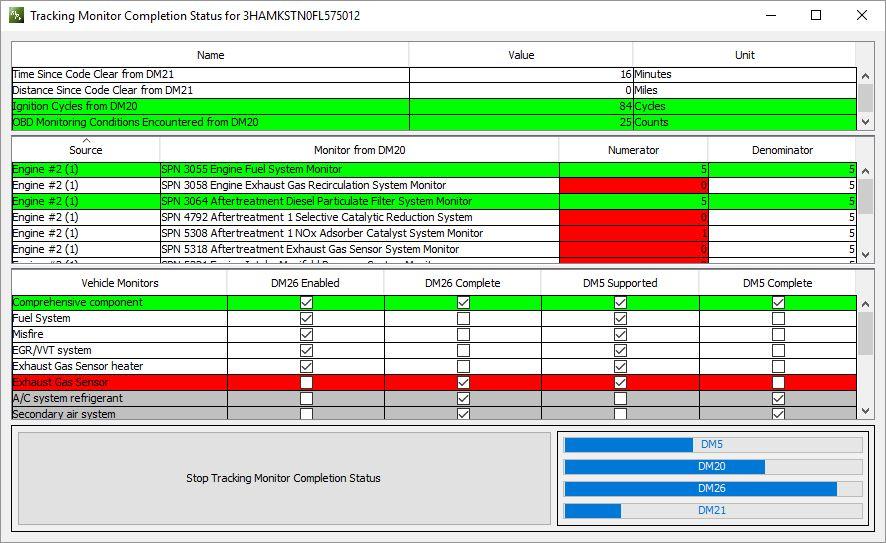 Tracking Monitor Completion Status for 3HAMKSTN0FL575012
Name Value Unit
Time Since Code Clear from DM21 16 Minutes
Distance Since Code Clear from DM21 0 Miles
Ignition Cycles from DM20 84 Cycles
OBD Monitoring Conditions Encountered from DM20 25 Counts
Source Monitor from DM20 Numerator Denominator
Engine #2 (1) SPN 3055 Engine Fuel System Monitor 5 5
Engine #2 (1) SPN 3058 Engine Exhaust Gas Recirculation System Monitor 0 5
Engine #2 (1) SPN 3064 Aftertreatment Diesel Particulate Filter System Monitor 5 5
Engine #2 (1) SPN 4792 Aftertreatment 1 Selective Catalytic Reduction System 0 5
Engine #2 (1) SPN 5308 Aftertreatment 1 NOx Adsorber Catalyst System Monitor 1 5
Engine #2 (1) SPN 5318 Aftertreatment Exhaust Gas Sensor System Monitor 0 5
Vehicle Monitors DM26 Enabled DM26 Complete DM5 Supported DM5 Complete
Comprehensive component
Fuel System
Misfire
EGR/VVT system
Exhaust Gas Sensor heater
Exhaust Gas Sensor
A/C system refrigerant
Secondary air system
Stop Tracking Monitor Completion Status
DM5
DM20
DM26
DM21